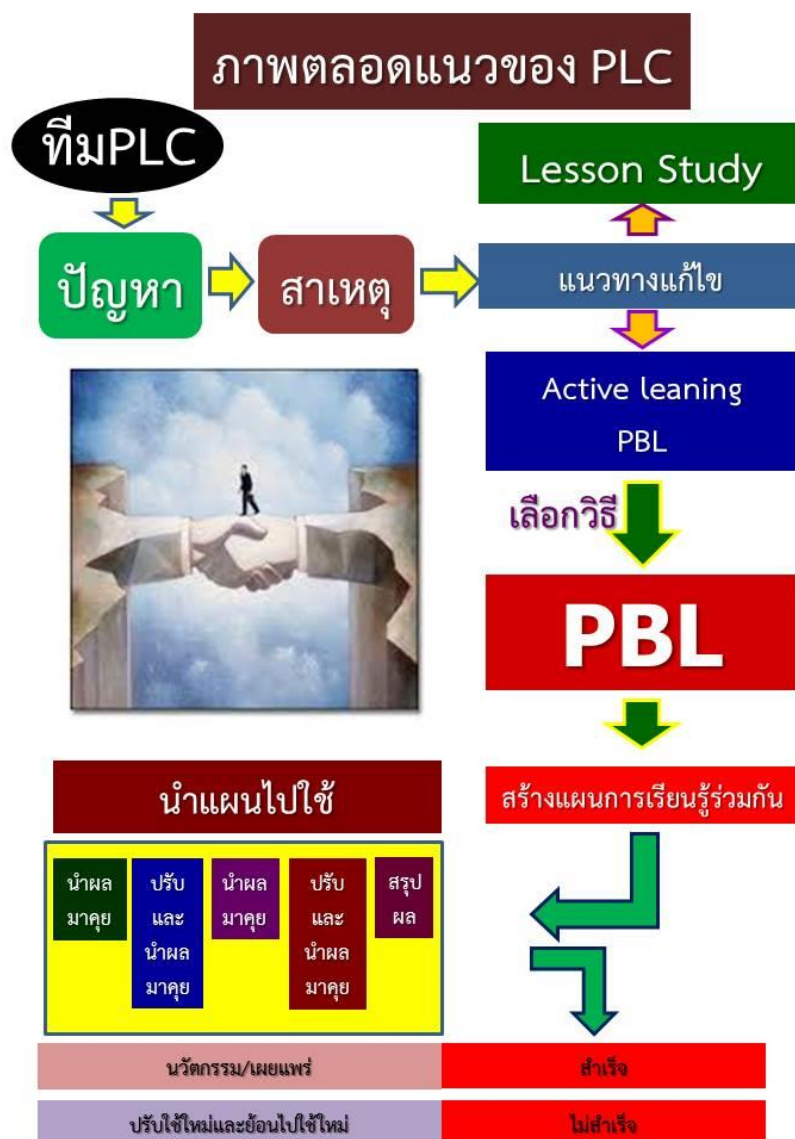 ภาพตลอดแนวของ PLC
ทีมPLC
ปัญหา
สาเหตุ
แนวทางแก้ไข
Lesson Study
Active leaning
PBL
เลือกวิธี
PBL
สร้างแผนการเรียนรู้ร่วมกัน
นำแผนไปใช้
นำผล
มาคุย
ปรับ
และ
นำผล
มาคุย
นำผล
มาคุย
ปรับ
และ
นำผล
มาคุย
สรุป
ผล
นวัตกรรม/เผยแพร่
สำเร็จ
ปรับใช้ใหม่และย้อนไปใช้ใหม่
ไม่สำเร็จ